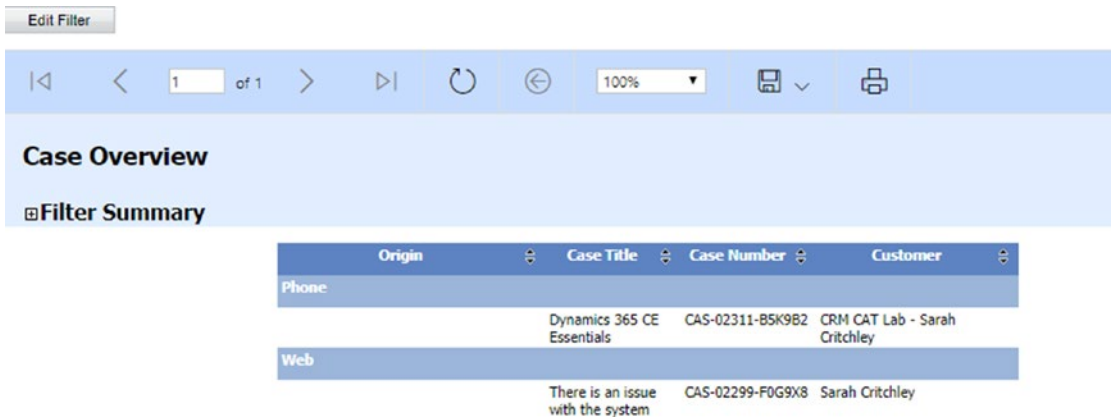 Edit Filter
1 of 1 100%
Case Overview
Filter Summary
Origin Case Title Case Number Customer
Phone
Dynamics 365 CE CAS-02311-B5K9B2 CRM CAT Lab - Sarah
Essentials Critchley
Web
There is an issue CAS-02299-F0G9X8 Sarah Critchley
with the system